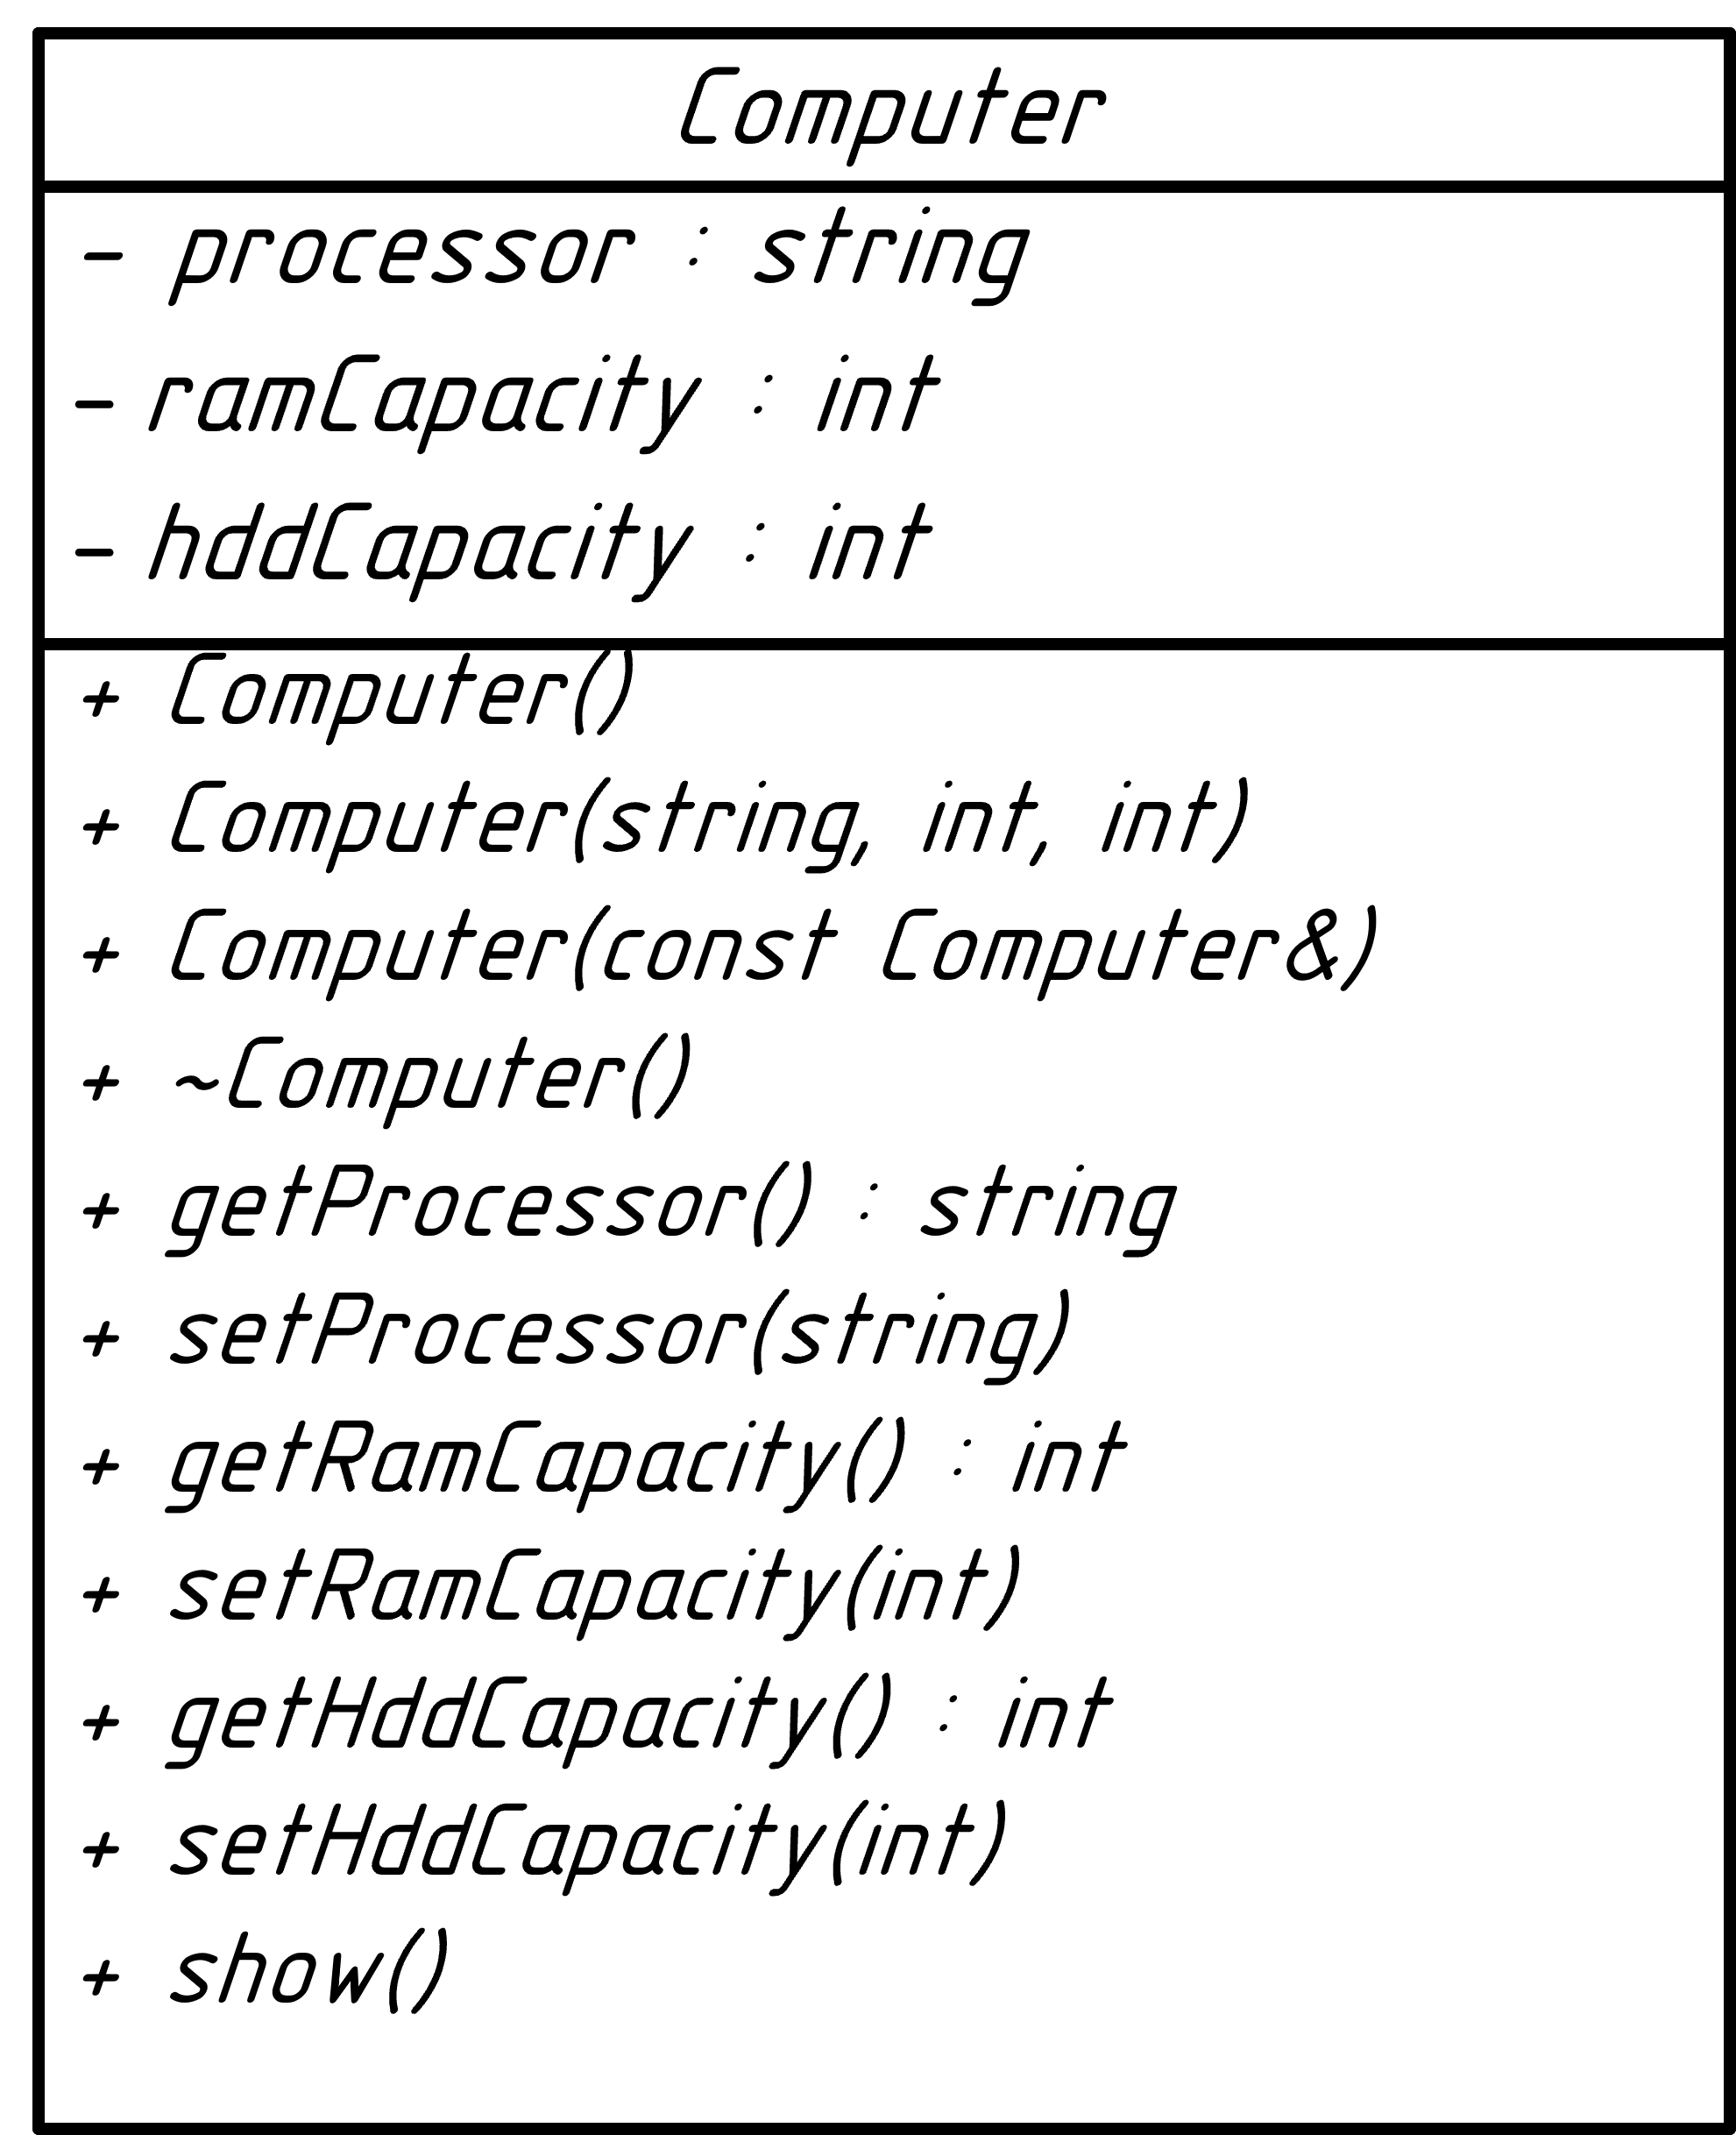 Computer
- processor : string
- ramCapacity : int
- hddCapacity : int
+ Computer()
+ Computer(string, int, int)
+ Computer(const Computer&)
+ ~Computer()
+ getProcessor() : string
+ setProcessor(string)
+ getRamCapacity() : int
+ setRamCapacity(int)
+ getHddCapacity() : int
+ setHddCapacity(int)
+ show()